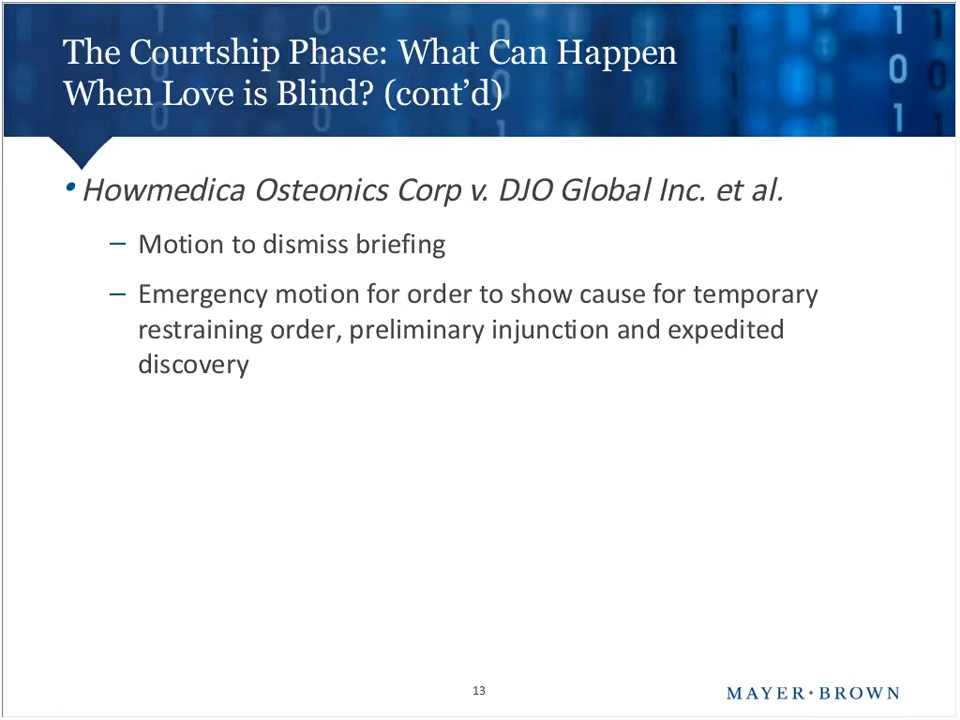 The Courtship Phase: What Can Happen
When Love is Blind? (cont’d)
• Howmedica Osteonics Corp v. DJO Global Inc. et al.
– Motion to dismiss briefing
– Emergency motion for order to show cause for temporary
restraining order, preliminary injunction and expedited
discovery
13
MAYER•BROWN